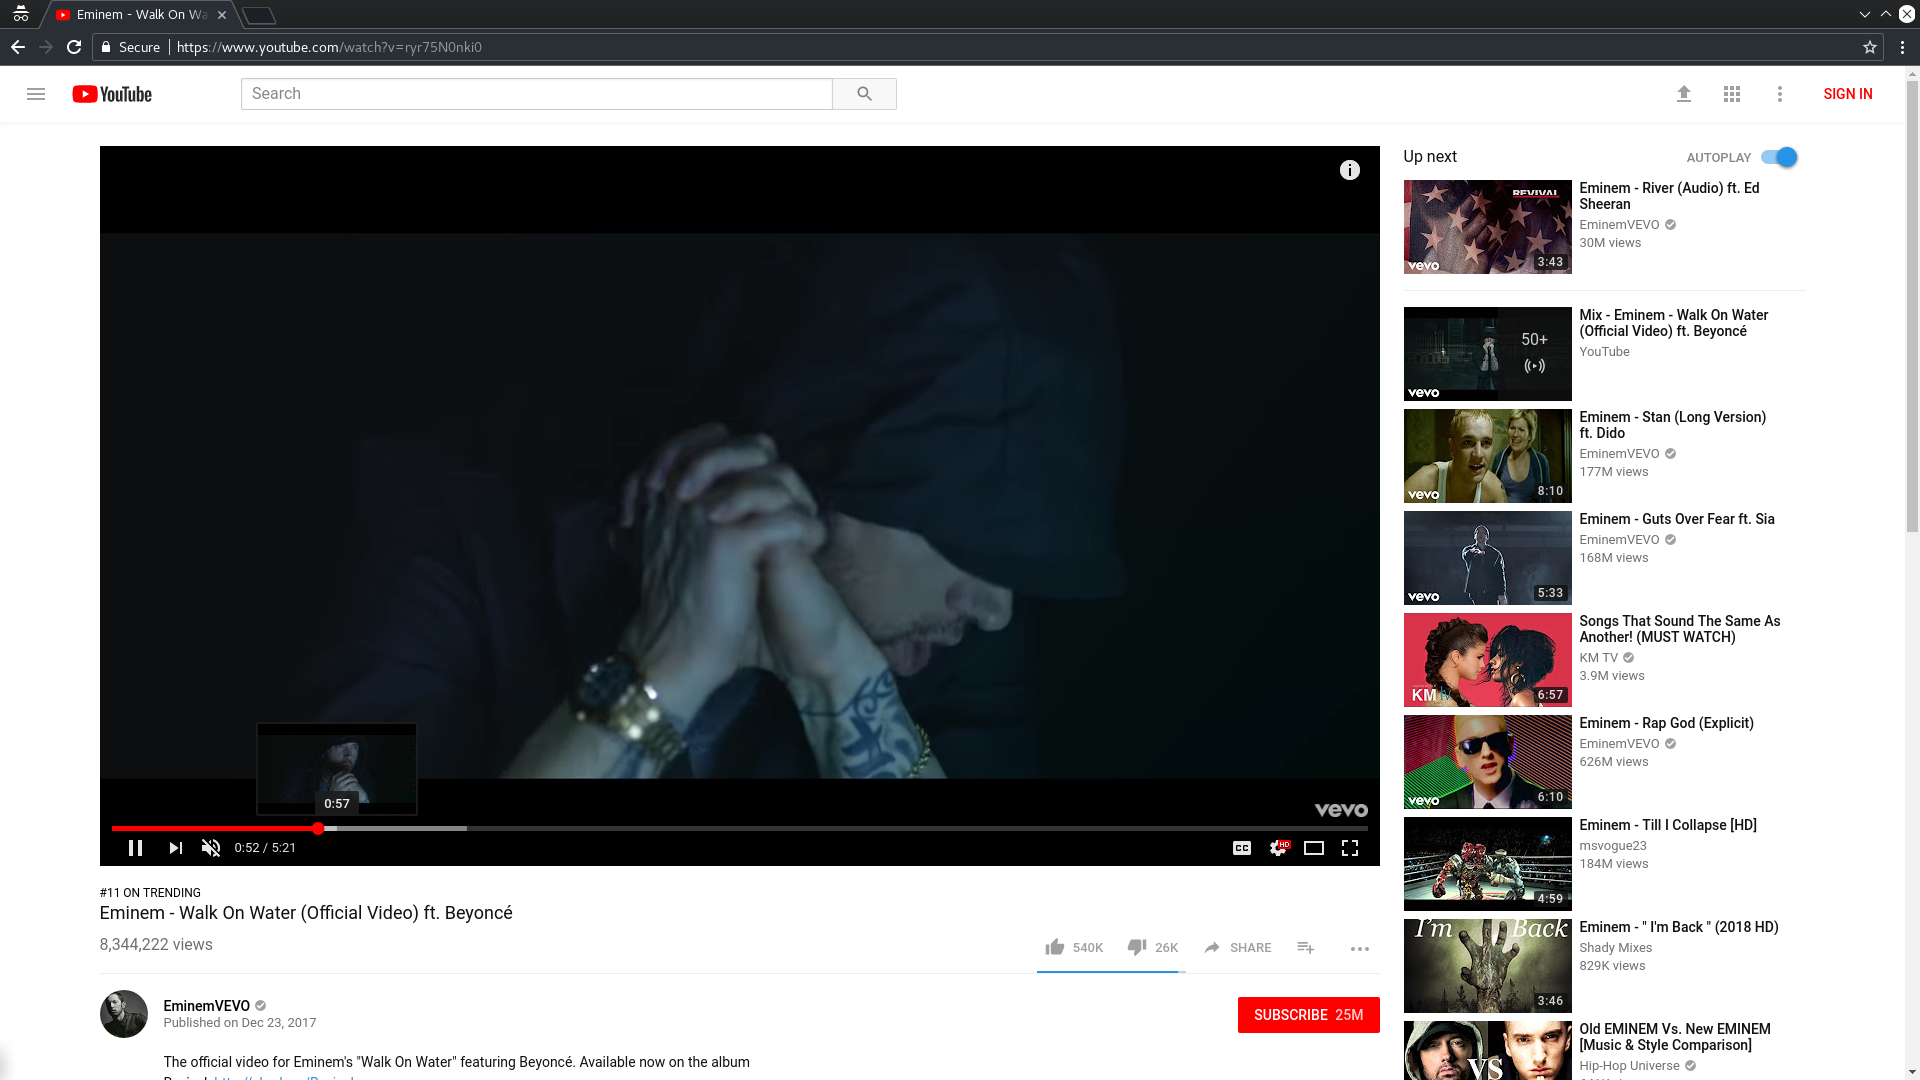 Eminem - Walk On Wa
Secure
https://www.youtube.com/watch?v=ryr75N0nki0
YouTube
Search
SIGN IN
0:57
vevo
0:52 / 5:21
CC
HD
#11 ON TRENDING
Eminem - Walk On Water (Official Video) ft. Beyoncé
8,344,222 views
540K
26K
SHARE
EminemVEVO
Published on Dec 23, 2017
SUBSCRIBE 25M
The official video for Eminem's "Walk On Water" featuring Beyoncé. Available now on the album
Up next
AUTOPLAY
REVIVAL
vevo
3:43
Eminem - River (Audio) ft. Ed
Sheeran
EminemVEVO
30M views
50+
vevo
Mix - Eminem - Walk On Water
(Official Video) ft. Beyoncé
YouTube
vevo
8:10
Eminem - Stan (Long Version)
ft. Dido
EminemVEVO
177M views
vevo
5:33
Eminem - Guts Over Fear ft. Sia
EminemVEVO
168M views
KM tv
6:57
Songs That Sound The Same As
Another! (MUST WATCH)
KM TV
3.9M views
vevo
6:10
Eminem - Rap God (Explicit)
EminemVEVO
626M views
4:59
Eminem - Till I Collapse [HD]
msvogue23
184M views
I'm Back
3:46
Eminem - " I'm Back " (2018 HD)
Shady Mixes
829K views
VS
Old EMINEM Vs. New EMINEM
[Music & Style Comparison]
Hip-Hop Universe